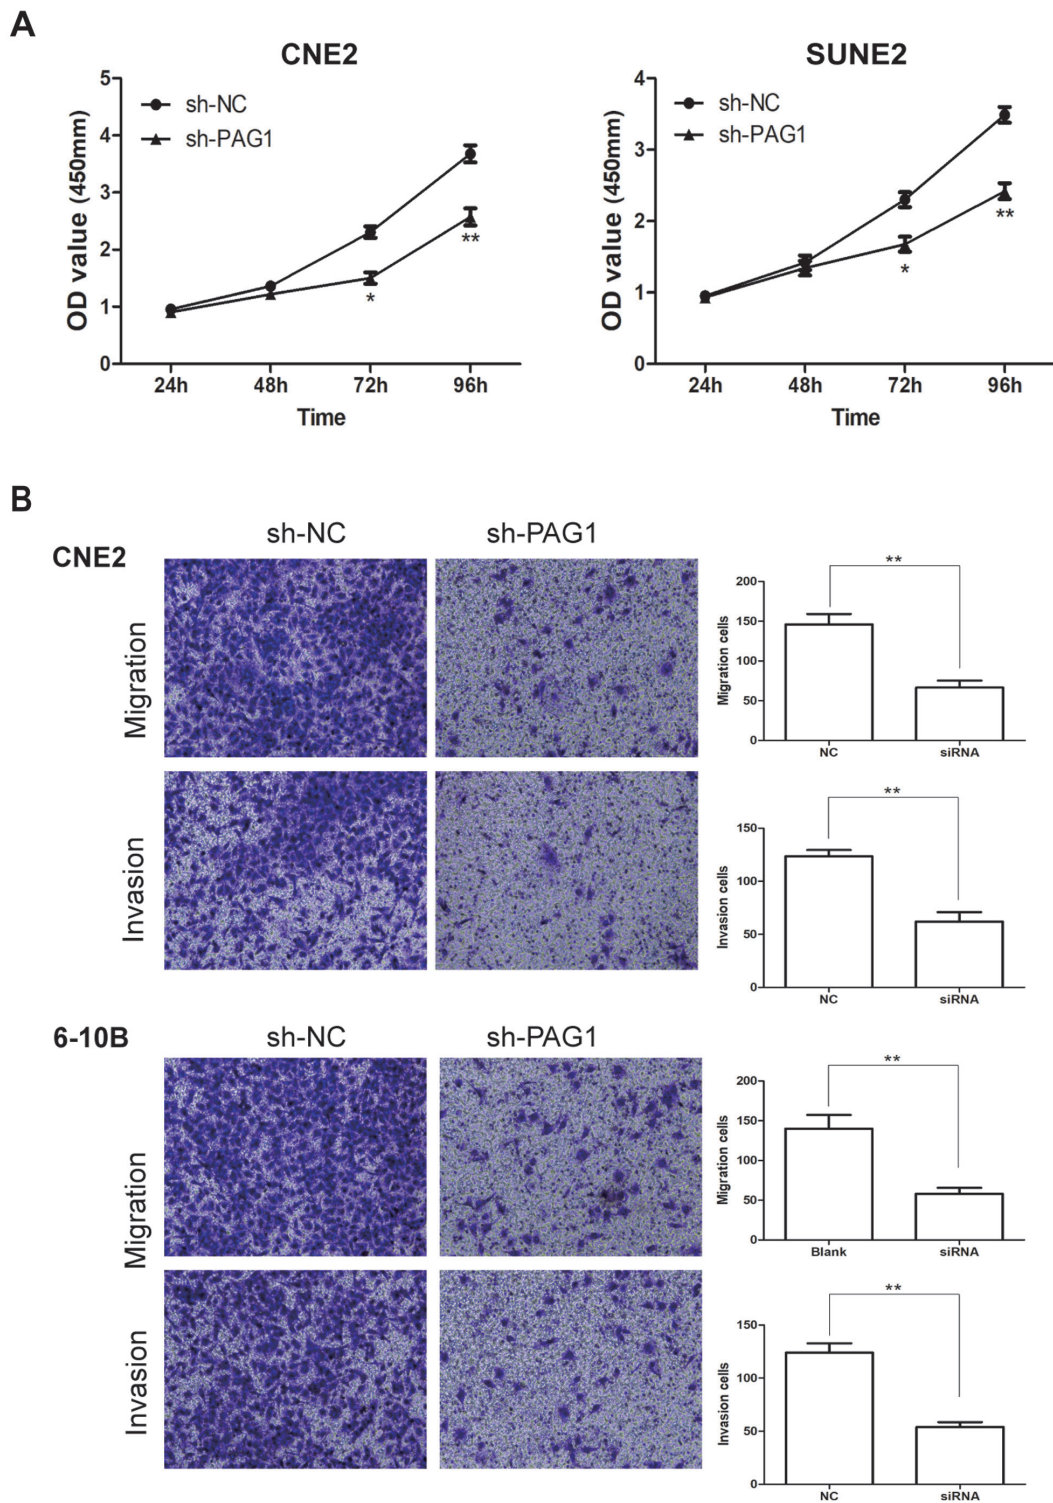 A
CNE2
5
4
3
2
1
0
OD value (450mm)
sh-NC
sh-PAG1
*
**
24h 48h 72h 96h
Time
SUNE2
4
3
2
1
0
OD value (450mm)
sh-NC
sh-PAG1
*
**
24h 48h 72h 96h
Time
B
sh-NC sh-PAG1
CNE2
Migration
**
200
150
100
50
0
Migration cells
NC siRNA
Invasion
**
150
100
50
0
Invasion cells
NC siRNA
6-10B
sh-NC sh-PAG1
Migration
**
200
150
100
50
0
Migration cells
Blank siRNA
Invasion
**
150
100
50
0
Invasion cells
NC siRNA